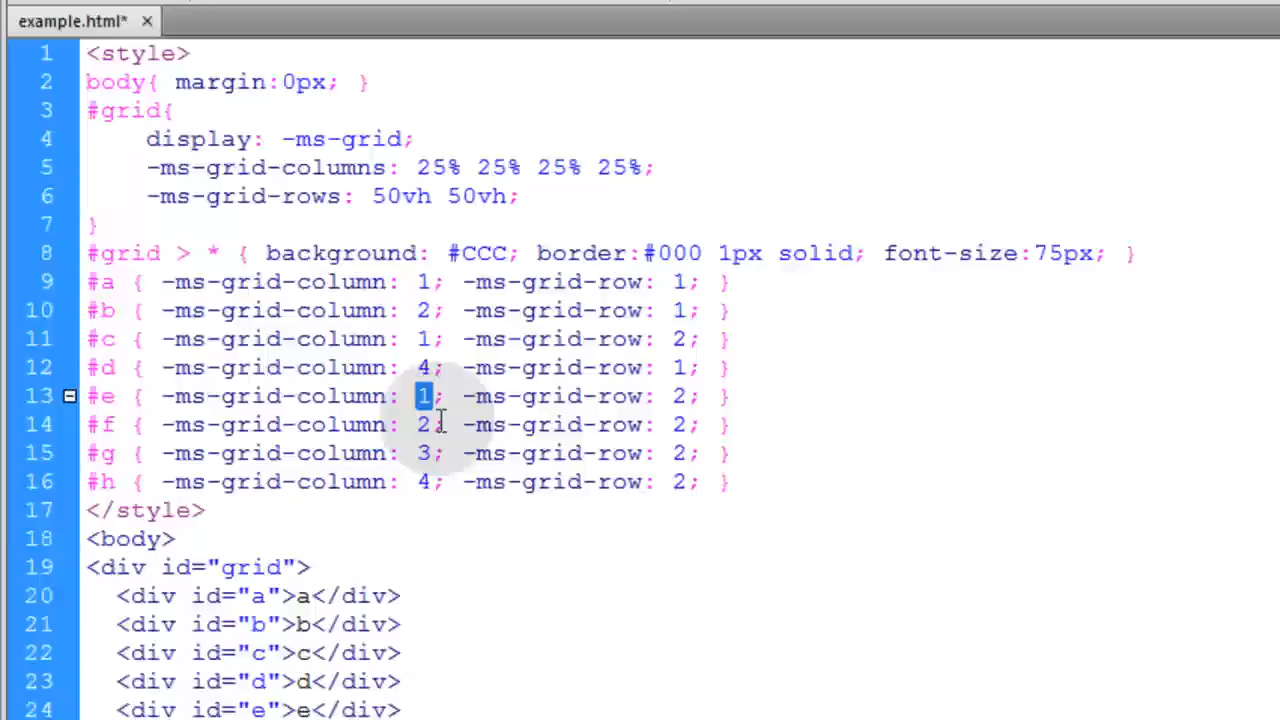 example.html* ×
1 <style>
2 body{ margin:0px; }
3 #grid{
4 display: -ms-grid;
5 -ms-grid-columns: 25% 25% 25% 25%;
6 -ms-grid-rows: 50vh 50vh;
7 }
8 #grid > * { background: #CCC; border:#000 1px solid; font-size:75px; }
9 #a { -ms-grid-column: 1; -ms-grid-row: 1; }
10 #b { -ms-grid-column: 2; -ms-grid-row: 1; }
11 #c { -ms-grid-column: 1; -ms-grid-row: 2; }
12 #d { -ms-grid-column: 4; -ms-grid-row: 1; }
13 #e { -ms-grid-column: 1; -ms-grid-row: 2; }
14 #f { -ms-grid-column: 2; -ms-grid-row: 2; }
15 #g { -ms-grid-column: 3; -ms-grid-row: 2; }
16 #h { -ms-grid-column: 4; -ms-grid-row: 2; }
17 </style>
18 <body>
19 <div id="grid">
20 <div id="a">a</div>
21 <div id="b">b</div>
22 <div id="c">c</div>
23 <div id="d">d</div>
24 <div id="e">e</div>